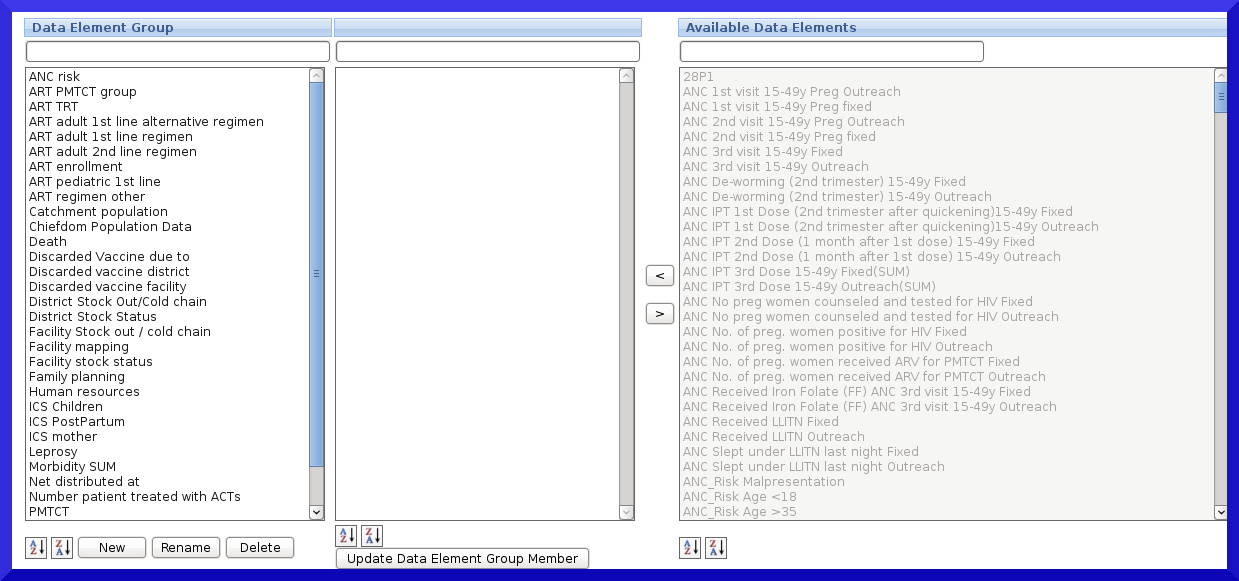 Data Element Group
Available Data Elements
ANC risk
ART PMTCT group
ART TRT
ART adult 1st line alternative regimen
ART adult 1st line regimen
ART adult 2nd line regimen
ART enrollment
ART pediatric 1st line
ART regimen other
Catchment population
Chiefdom Population Data
Death
Discarded Vaccine due to
Discarded vaccine district
Discarded vaccine facility
District Stock Out/Cold chain
District Stock Status
Facility Stock out / cold chain
Facility mapping
Facility stock status
Family planning
Human resources
ICS Children
ICS PostPartum
ICS mother
Leprosy
Morbidity SUM
Net distributed at
Number patient treated with ACTs
PMTCT
A Z
Z A
New
Rename
Delete
A Z
Z A
Update Data Element Group Member
<
>
28P1
ANC 1st visit 15-49y Preg Outreach
ANC 1st visit 15-49y Preg fixed
ANC 2nd visit 15-49y Preg Outreach
ANC 2nd visit 15-49y Preg fixed
ANC 3rd visit 15-49y Fixed
ANC 3rd visit 15-49y Outreach
ANC De-worming (2nd trimester) 15-49y Fixed
ANC De-worming (2nd trimester) 15-49y Outreach
ANC IPT 1st Dose (2nd trimester after quickening)15-49y Fixed
ANC IPT 1st Dose (2nd trimester after quickening)15-49y Outreach
ANC IPT 2nd Dose (1 month after 1st dose) 15-49y Fixed
ANC IPT 2nd Dose (1 month after 1st dose) 15-49y Outreach
ANC IPT 3rd Dose 15-49y Fixed(SUM)
ANC IPT 3rd Dose 15-49y Outreach(SUM)
ANC No preg women counseled and tested for HIV Fixed
ANC No preg women counseled and tested for HIV Outreach
ANC No. of preg. women positive for HIV Fixed
ANC No. of preg. women positive for HIV Outreach
ANC No. of preg. women received ARV for PMTCT Fixed
ANC No. of preg. women received ARV for PMTCT Outreach
ANC Received Iron Folate (FF) ANC 3rd visit 15-49y Fixed
ANC Received Iron Folate (FF) ANC 3rd visit 15-49y Outreach
ANC Received LLITN Fixed
ANC Received LLITN Outreach
ANC Slept under LLITN last night Fixed
ANC Slept under LLITN last night Outreach
ANC_Risk Malpresentation
ANC_Risk Age <18
ANC_Risk Age >35
A Z
Z A